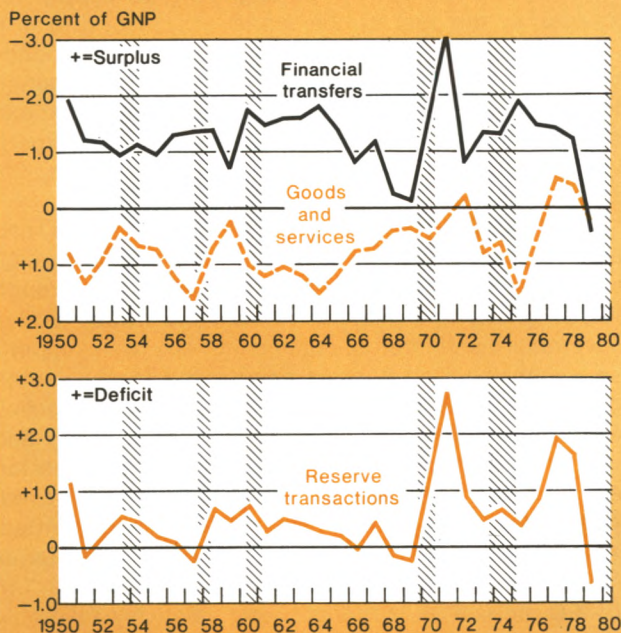 Percent of GNP
−3.0
+=Surplus
Financial
transfers
−2.0
−1.0
Goods
and
services
0
+1.0
+2.0
1950 52 54 56 58 60 62 64 66 68 70 72 74 76 78 80
+3.0
+=Deficit
+2.0
Reserve
transactions
+1.0
0
−1.0
1950 52 54 56 58 60 62 64 66 68 70 72 74 76 78 80